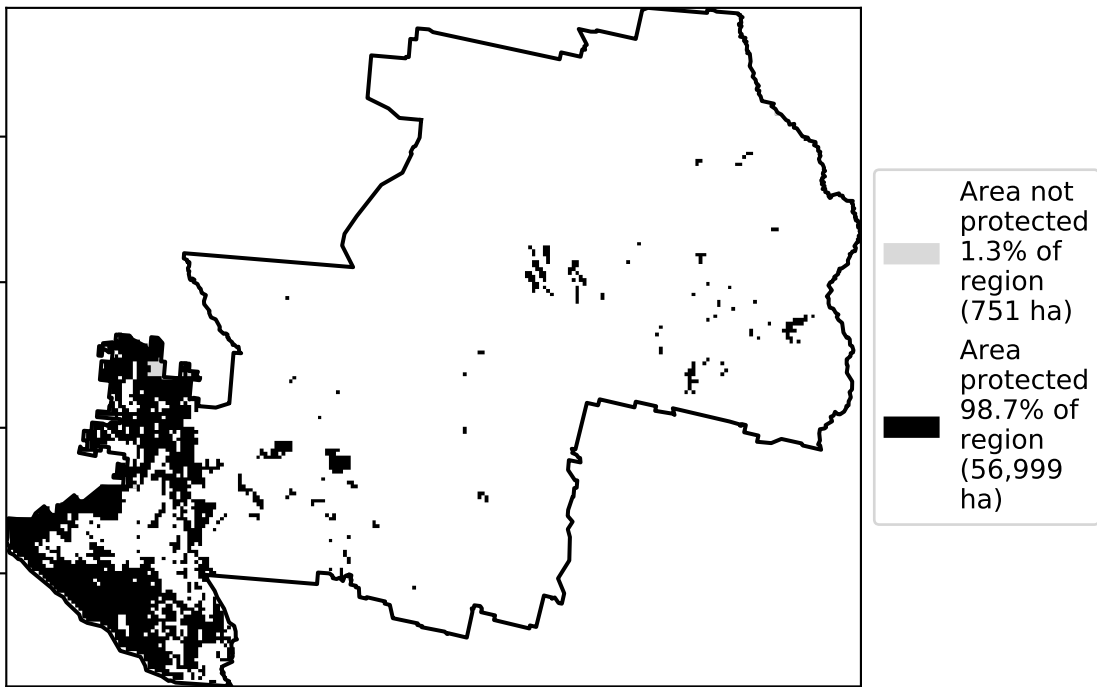 Area not
protected
1.3% of
region
(751 ha)
Area
protected
98.7% of
region
(56,999
ha)